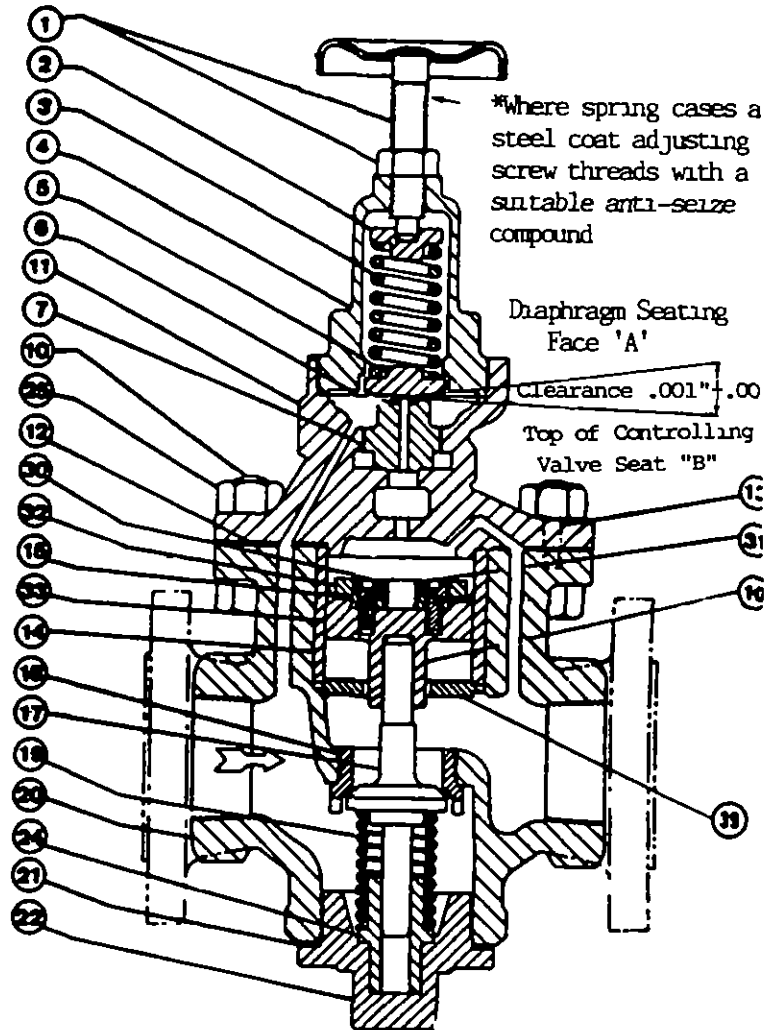 1
2
3
4
5
6
11
7
10
25
12
30
32
15
33
14
16
17
19
20
24
21
22
*Where spring cases a
steel coat adjusting
screw threads with a
suitable anti-seize
compound
Diaphragm Seating
Face 'A'
Clearance .001"-.00
Top of Controlling
Valve Seat "B"
13
31